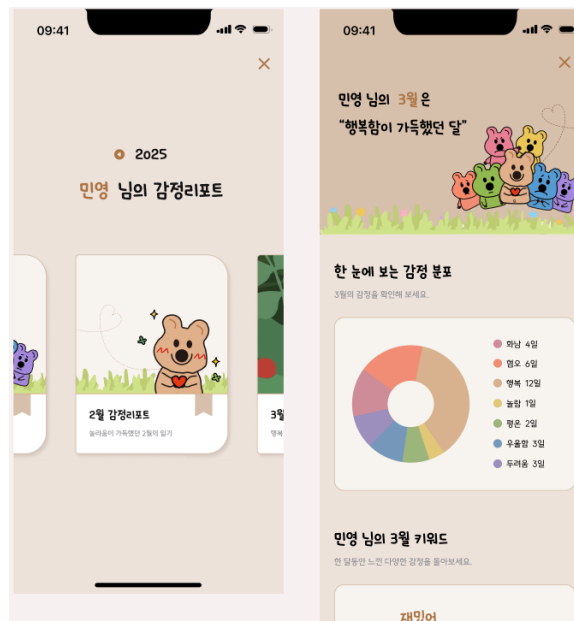 09:41
2025
민영 님의 감정리포트
2월 감정리포트
놀라움이 가득했던 2월의 일기
3월
행복
09:41
민영 님의 3월은
“행복함이 가득했던 달”
한 눈에 보는 감정 분포
3월의 감정을 확인해 보세요.
화남 4일
혐오 6일
행복 12일
놀람 1일
평온 2일
우울함 3일
두려움 3일
민영 님의 3월 키워드
한 달동안 느낀 다양한 감정을 돌아보세요.
재밌어